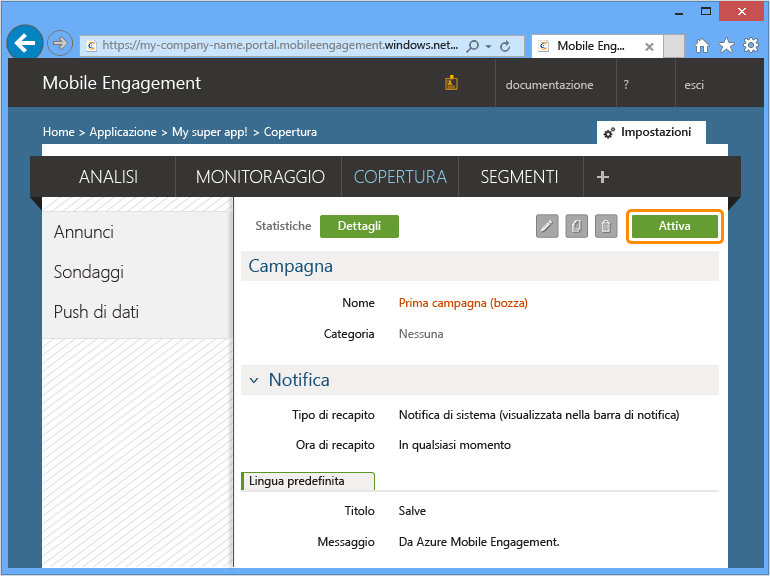 https://my-company-name.portal.mobileengagement.windows.net...
Mobile Eng...
Mobile Engagement
documentazione
?
esci
Home > Applicazione > My super app! > Copertura
Impostazioni
ANALISI
MONITORAGGIO
COPERTURA
SEGMENTI
+
Annunci
Sondaggi
Push di dati
Statistiche
Dettagli
Attiva
Campagna
Nome Prima campagna (bozza)
Categoria Nessuna
Notifica
Tipo di recapito Notifica di sistema (visualizzata nella barra di notifica)
Ora di recapito In qualsiasi momento
Lingua predefinita
Titolo Salve
Messaggio Da Azure Mobile Engagement.